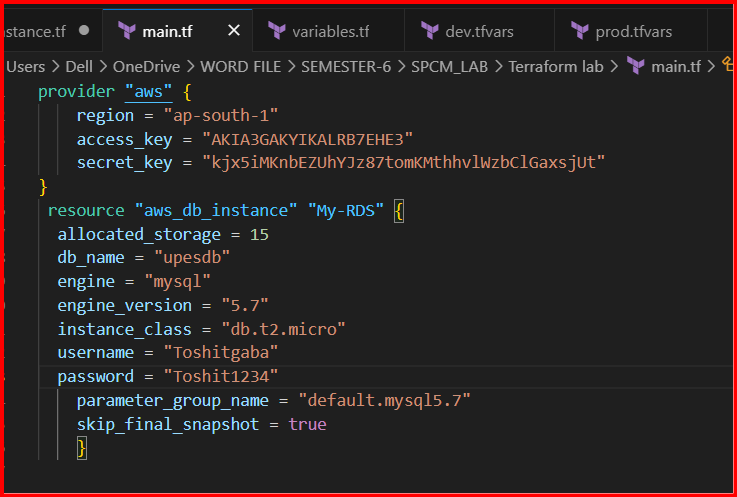 nstance.tf main.tf variables.tf dev.tfvars prod.tfvars
Users > Dell > OneDrive > WORD FILE > SEMESTER-6 > SPCM_LAB > Terraform lab > main.tf >
provider "aws" {
region = "ap-south-1"
access_key = "AKIA3GAKYIKALRB7EHE3"
secret_key = "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"
}
resource "aws_db_instance" "My-RDS" {
allocated_storage = 15
db_name = "upesdb"
engine = "mysql"
engine_version = "5.7"
instance_class = "db.t2.micro"
username = "Toshitgaba"
password = "Toshit1234"
parameter_group_name = "default.mysql5.7"
skip_final_snapshot = true
}